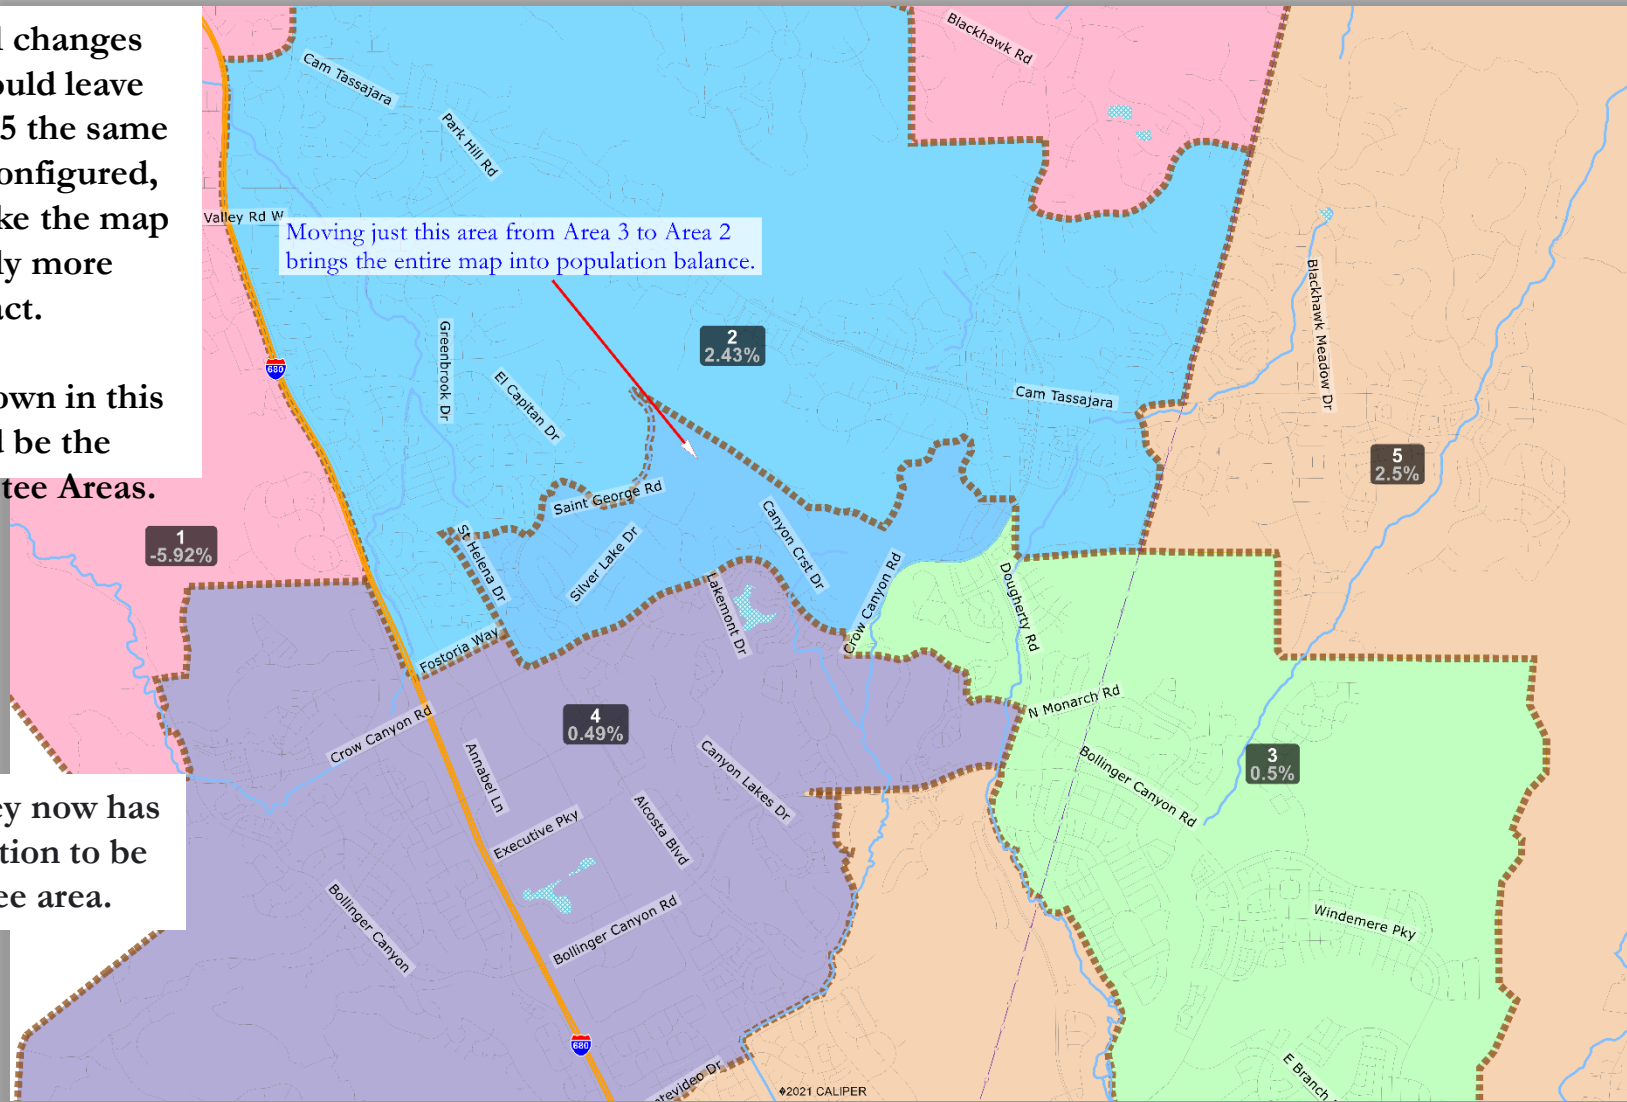 l changes
ould leave
5 the same
onfigured,
ke the map
ly more
act.
own in this
l be the
tee Areas.
ey now has
tion to be
ee area.
Blackhawk Rd
Cam Tassajara
Park Hill Rd
Valley Rd W
Moving just this area from Area 3 to Area 2
brings the entire map into population balance.
680
Greenbrook Dr
El Capitan Dr
2
2.43%
Cam Tassajara
Blackhawk Meadow Dr
5
2.5%
1
-5.92%
Saint George Rd
St Helena Dr
Silver Lake Dr
Canyon Crst Dr
Crow Canyon Rd
Dougherty Rd
Lakemont Dr
Fostoria Way
N Monarch Rd
Crow Canyon Rd
4
0.49%
3
0.5%
Annabel Ln
Canyon Lakes Dr
Bollinger Canyon Rd
Executive Pky
Alcosta Blvd
Bollinger Canyon
Bollinger Canyon Rd
Windemere Pky
680
ntevideo Dr
E Branch
©2021 CALIPER